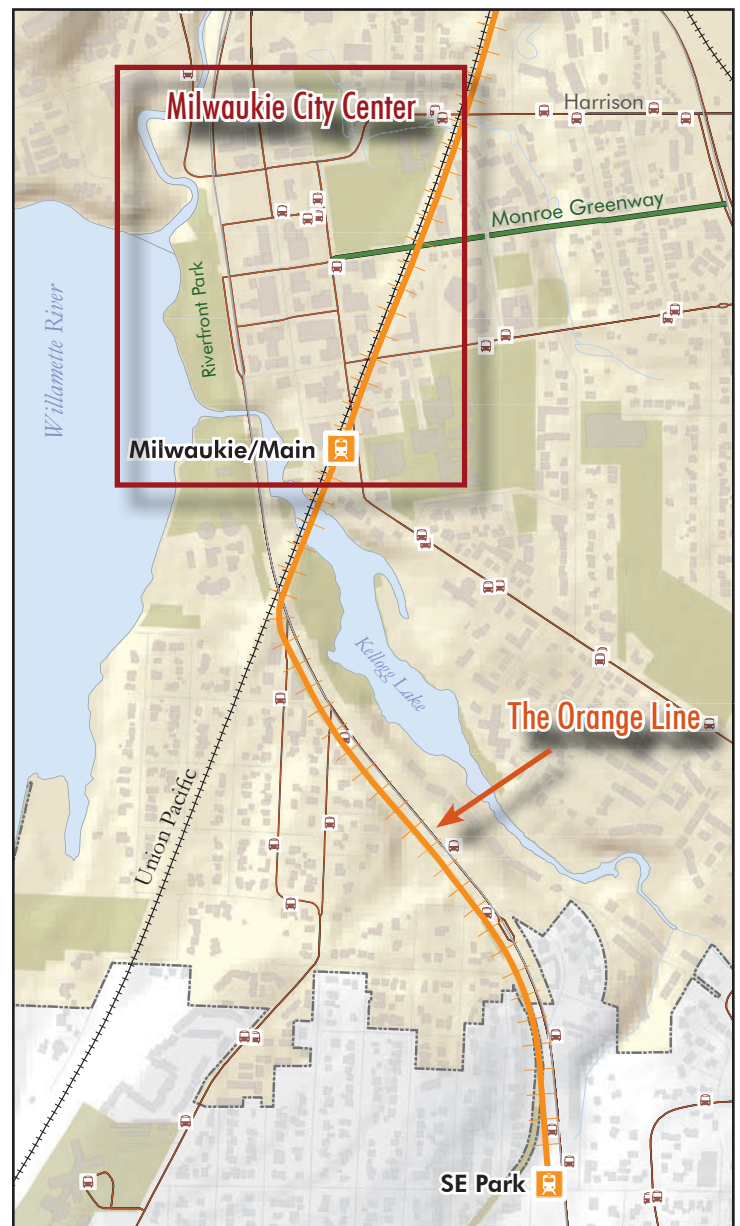 Milwaukie City Center
Harrison
Monroe Greenway
Riverfront Park
Willamette River
Milwaukie/Main
Kellogg Lake
The Orange Line
Union Pacific
SE Park